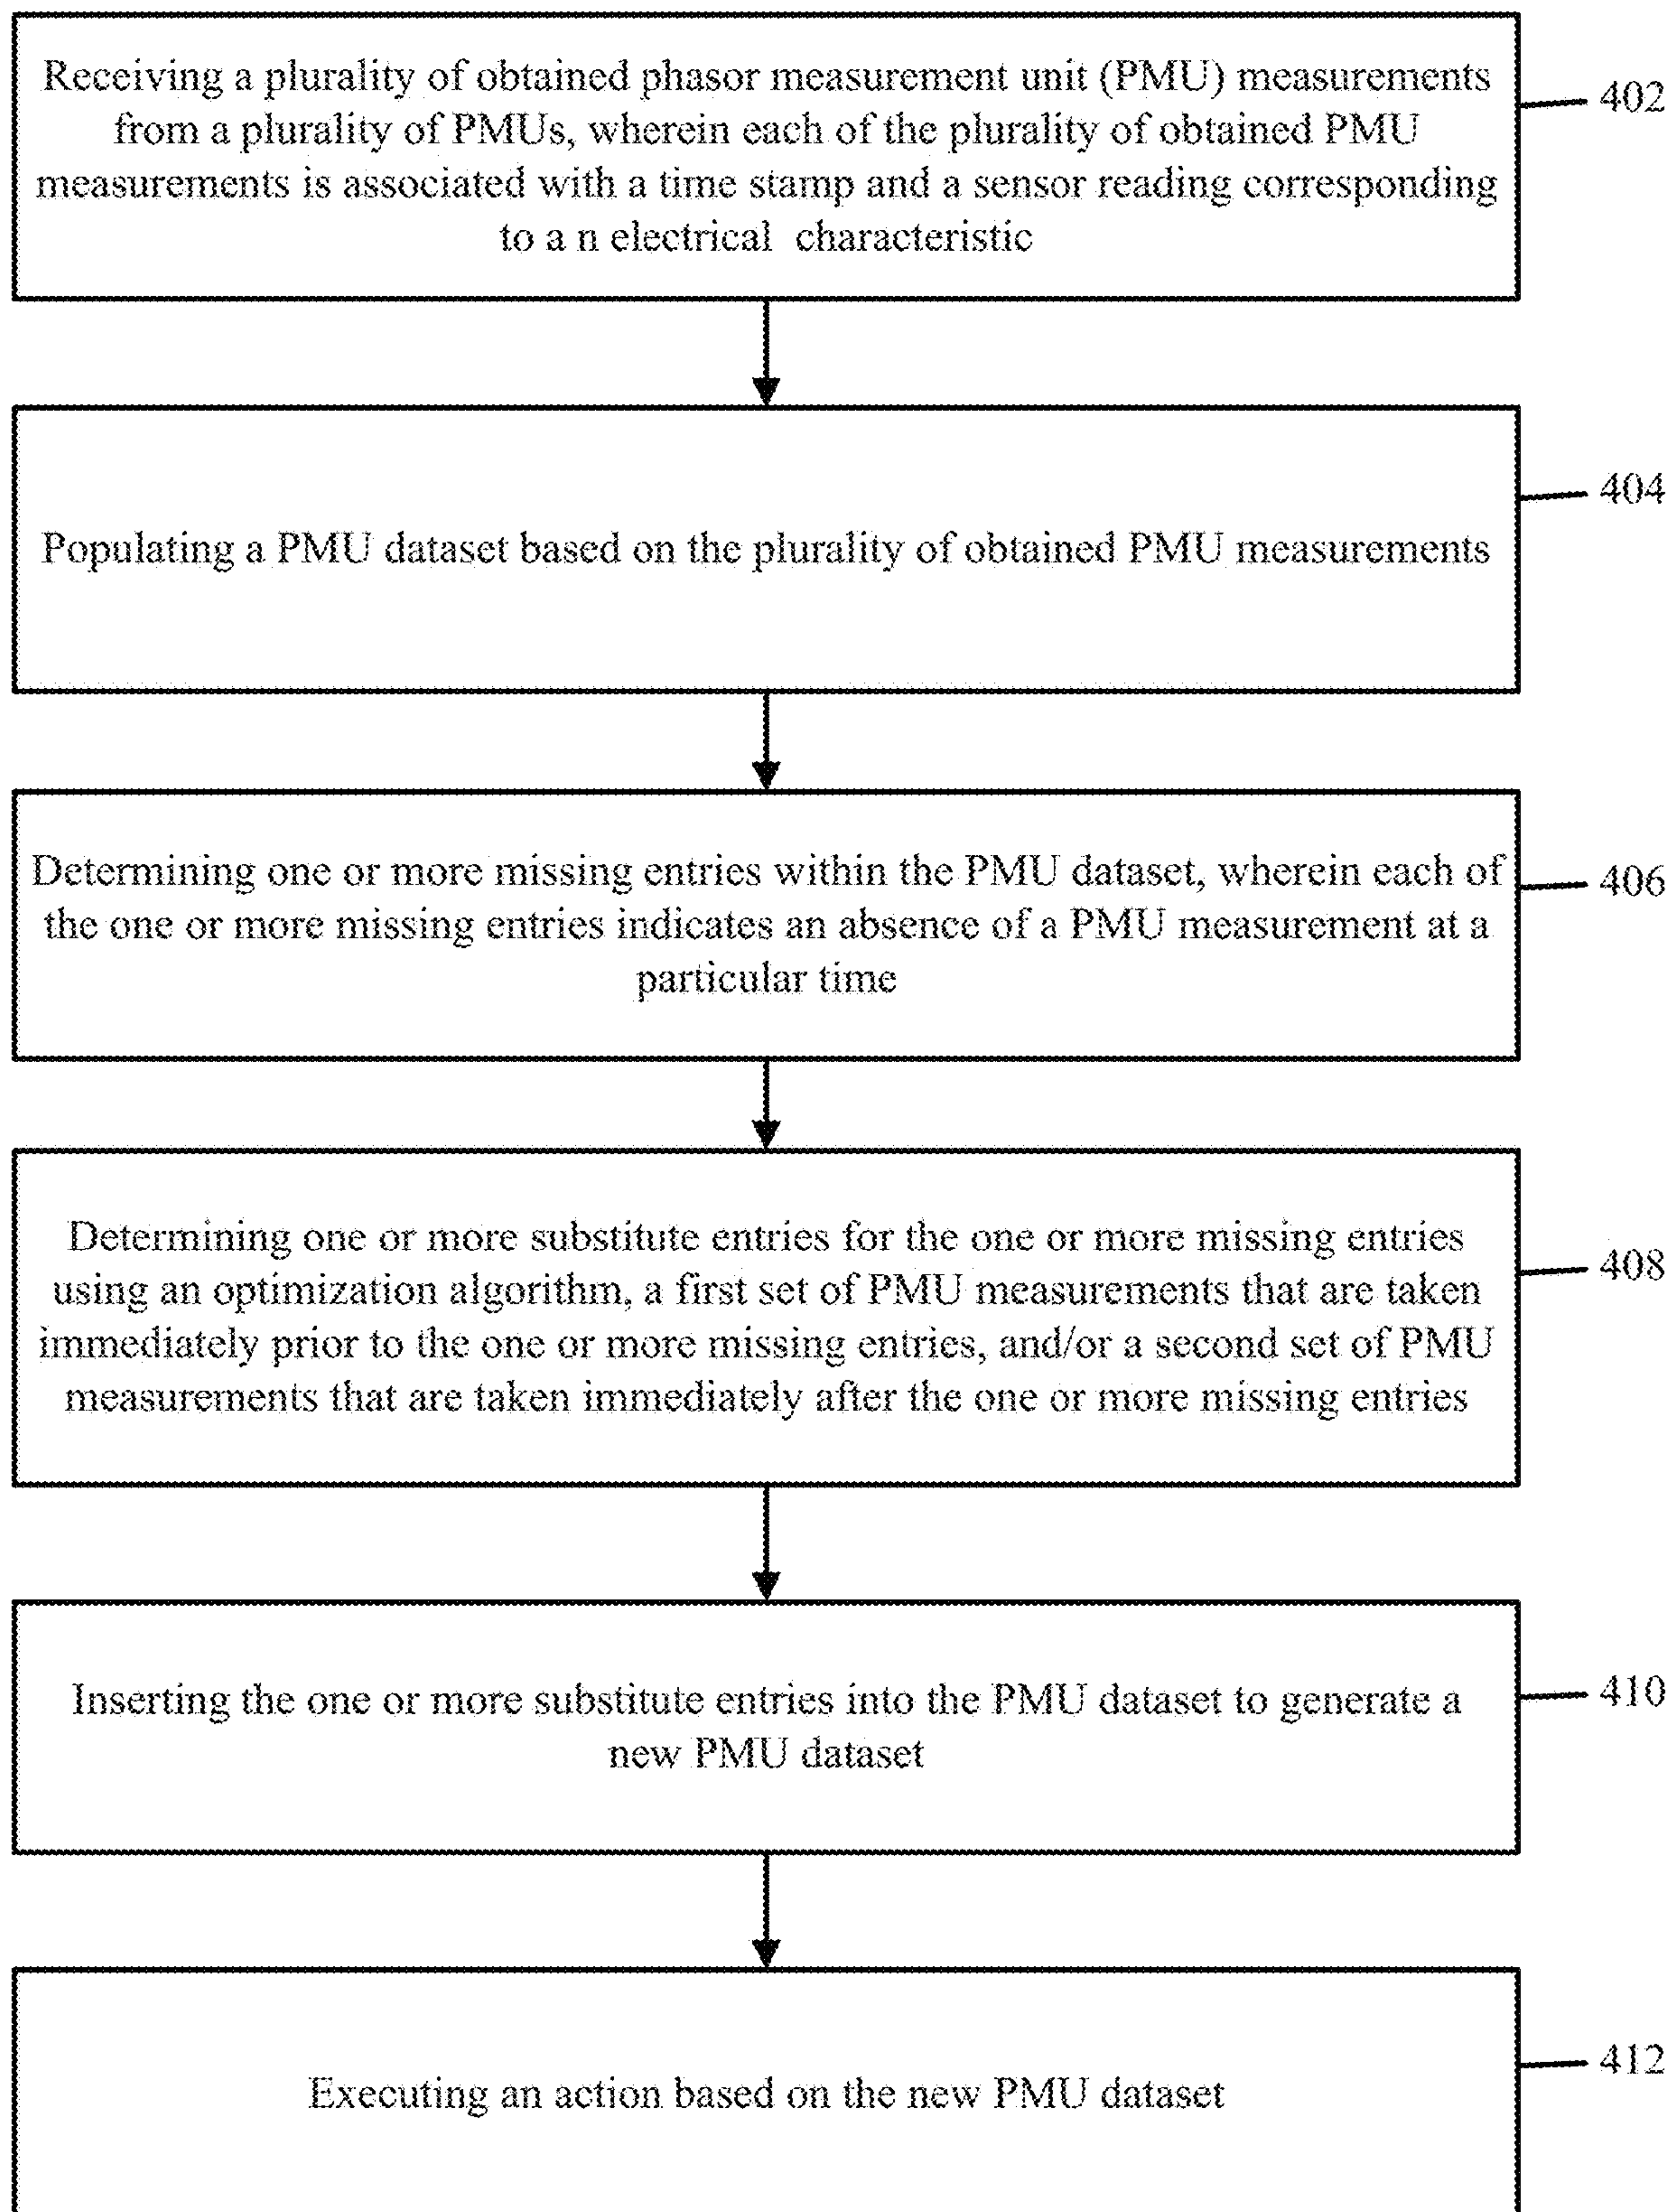 Receiving a plurality of obtained phasor measurement unit (PMU) measurements
402
from a plurality of PMUs, wherein each of the plurality of obtained PMU
measurements is associated with a time stamp and a sensor reading corresponding
to a n electrical characteristic
404
Populating a PMU dataset based on the plurality of obtained PMU measurements
Determining one or more missing entries within the PMU dataset, wherein each of
406
the one or more missing entries indicates an absence of a PMU measurement at a
particular time
Determining one or more substitute entries for the one or more missing entries
408
using an optimization algorithm, a first set of PMU measurements that are taken
immediately prior to the one or more missing entries, and/or a second set of PMU
measurements that are taken immediately after the one or more missing entries
Inserting the one or more substitute entries into the PMU dataset to generate a
410
new PMU dataset
412
Executing an action based on the new PMU dataset